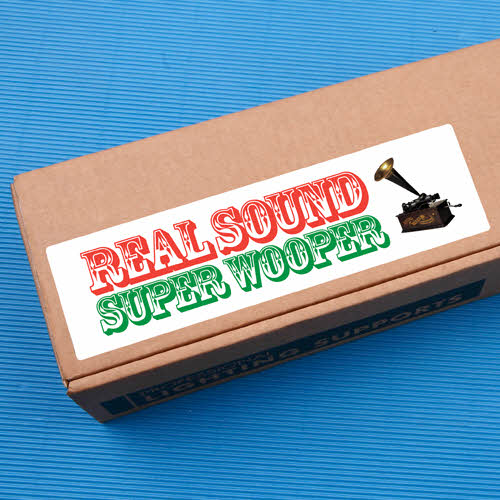 REAL SOUND
SUPER WOOPER
LIGHTING SUPPORTS